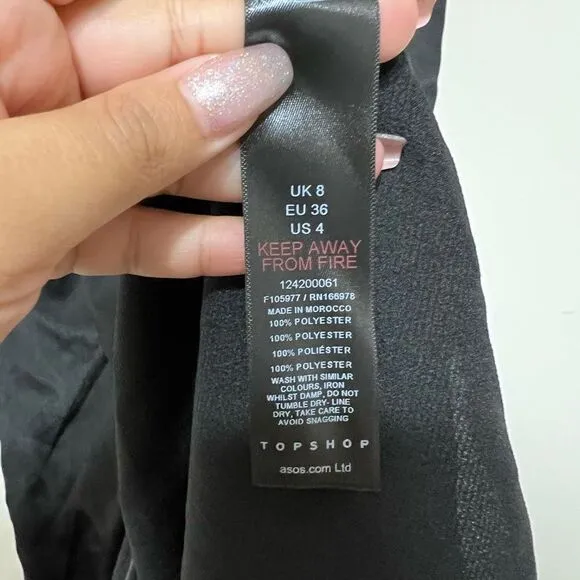 UK 8
EU 36
US 4
KEEP AWAY
FROM FIRE
124200061
F105977 / RN166978
MADE IN MOROCCO
100% POLYESTER
100% POLYESTER
100% POLIÉSTER
100% POLYESTER
WASH WITH SIMILAR
COLOURS, IRON
WHILST DAMP, DO NOT
TUMBLE DRY- LINE
DRY, TAKE CARE TO
AVOID SNAGGING
TOPSHOP
asos.com Ltd